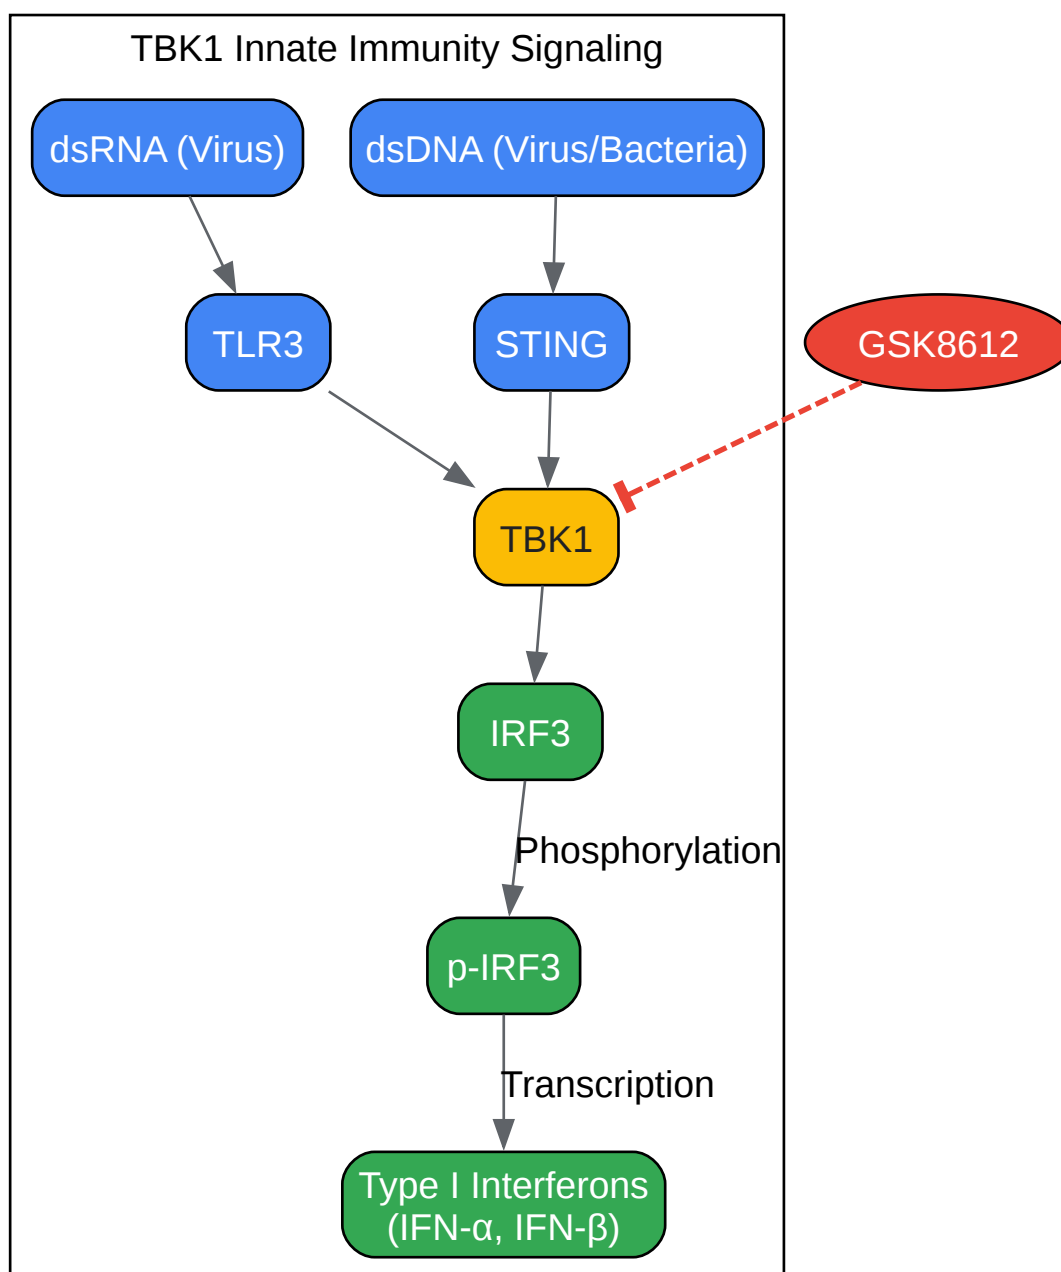 TBK1 Innate Immunity Signaling
dsRNA (Virus)
dsDNA (Virus/Bacteria)
TLR3
STING
GSK8612
TBK1
IRF3
Phosphorylation
p-IRF3
Transcription
Type I Interferons
(IFN-α, IFN-β)